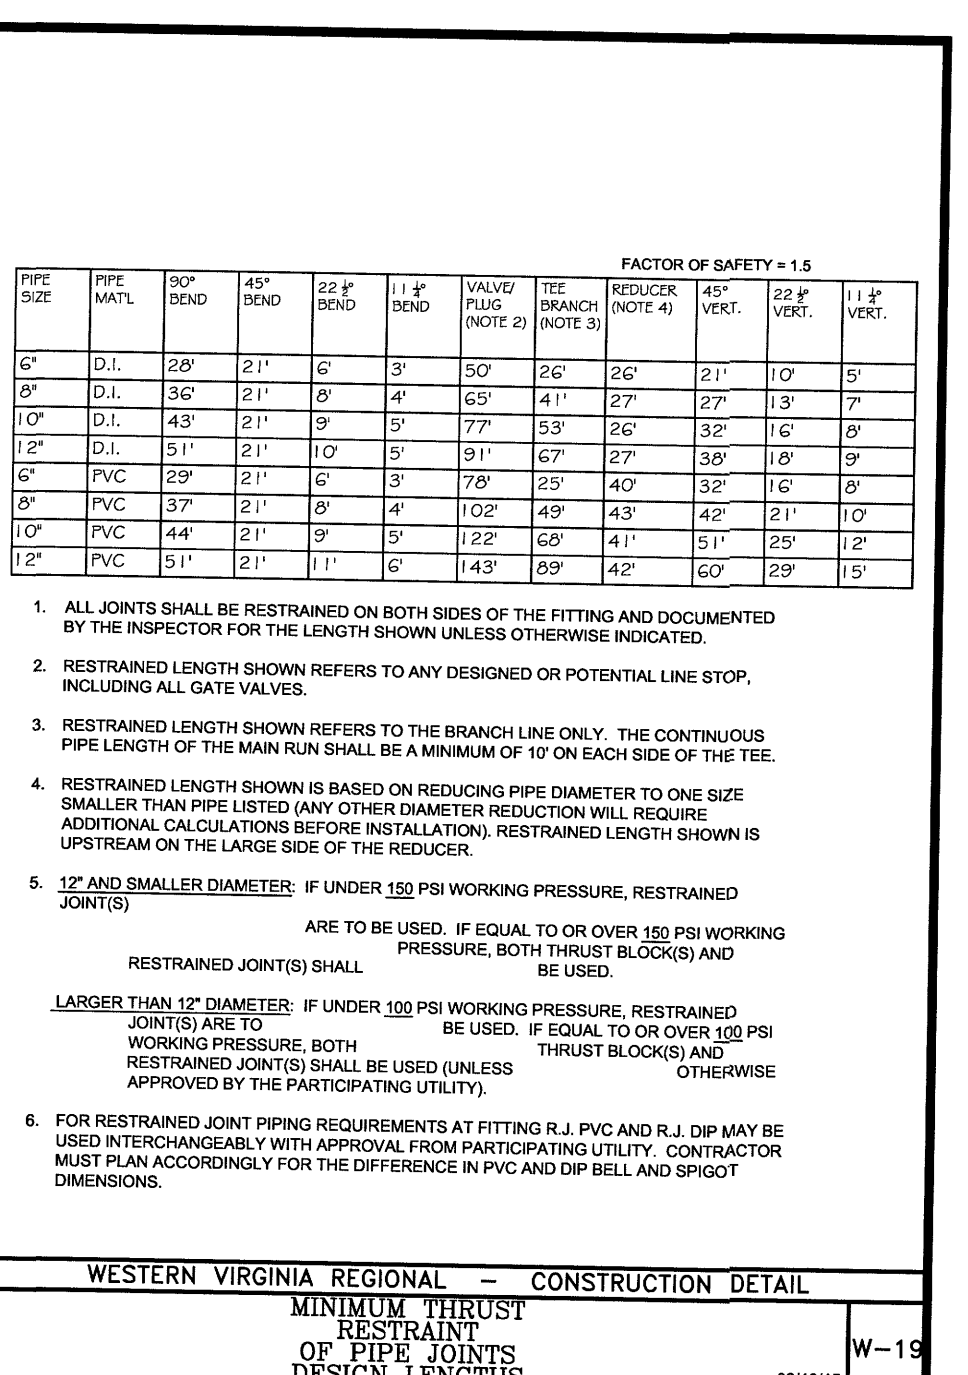 FACTOR OF SAFETY = 1.5
PIPE SIZE | PIPE MAT'L | 90° BEND | 45° BEND | 22 ½° BEND | 11 ¼° BEND | VALVE/ PLUG (NOTE 2) | TEE BRANCH (NOTE 3) | REDUCER (NOTE 4) | 45° VERT. | 22 ½° VERT. | 11 ¼° VERT.
6" | D.I. | 28' | 21' | 6' | 3' | 50' | 26' | 26' | 21' | 10' | 5'
8" | D.I. | 36' | 21' | 8' | 4' | 65' | 41' | 27' | 27' | 13' | 7'
10" | D.I. | 43' | 21' | 9' | 5' | 77' | 53' | 26' | 32' | 16' | 8'
12" | D.I. | 51' | 21' | 10' | 5' | 91' | 67' | 27' | 38' | 18' | 9'
6" | PVC | 29' | 21' | 6' | 3' | 78' | 25' | 40' | 32' | 16' | 8'
8" | PVC | 37' | 21' | 8' | 4' | 102' | 49' | 43' | 42' | 21' | 10'
10" | PVC | 44' | 21' | 9' | 5' | 122' | 68' | 41' | 51' | 25' | 12'
12" | PVC | 51' | 21' | 11' | 6' | 143' | 89' | 42' | 60' | 29' | 15'
1. ALL JOINTS SHALL BE RESTRAINED ON BOTH SIDES OF THE FITTING AND DOCUMENTED
BY THE INSPECTOR FOR THE LENGTH SHOWN UNLESS OTHERWISE INDICATED.
2. RESTRAINED LENGTH SHOWN REFERS TO ANY DESIGNED OR POTENTIAL LINE STOP,
INCLUDING ALL GATE VALVES.
3. RESTRAINED LENGTH SHOWN REFERS TO THE BRANCH LINE ONLY. THE CONTINUOUS
PIPE LENGTH OF THE MAIN RUN SHALL BE A MINIMUM OF 10' ON EACH SIDE OF THE TEE.
4. RESTRAINED LENGTH SHOWN IS BASED ON REDUCING PIPE DIAMETER TO ONE SIZE
SMALLER THAN PIPE LISTED (ANY OTHER DIAMETER REDUCTION WILL REQUIRE
ADDITIONAL CALCULATIONS BEFORE INSTALLATION). RESTRAINED LENGTH SHOWN IS
UPSTREAM ON THE LARGE SIDE OF THE REDUCER.
5. 12" AND SMALLER DIAMETER: IF UNDER 150 PSI WORKING PRESSURE, RESTRAINED
JOINT(S)
ARE TO BE USED. IF EQUAL TO OR OVER 150 PSI WORKING
PRESSURE, BOTH THRUST BLOCK(S) AND
RESTRAINED JOINT(S) SHALL BE USED.
LARGER THAN 12" DIAMETER: IF UNDER 100 PSI WORKING PRESSURE, RESTRAINED
JOINT(S) ARE TO BE USED. IF EQUAL TO OR OVER 100 PSI
WORKING PRESSURE, BOTH THRUST BLOCK(S) AND
RESTRAINED JOINT(S) SHALL BE USED (UNLESS OTHERWISE
APPROVED BY THE PARTICIPATING UTILITY).
6. FOR RESTRAINED JOINT PIPING REQUIREMENTS AT FITTING R.J. PVC AND R.J. DIP MAY BE
USED INTERCHANGEABLY WITH APPROVAL FROM PARTICIPATING UTILITY. CONTRACTOR
MUST PLAN ACCORDINGLY FOR THE DIFFERENCE IN PVC AND DIP BELL AND SPIGOT
DIMENSIONS.
WESTERN VIRGINIA REGIONAL – CONSTRUCTION DETAIL
MINIMUM THRUST
RESTRAINT
OF PIPE JOINTS
DESIGN LENGTHS
W-19